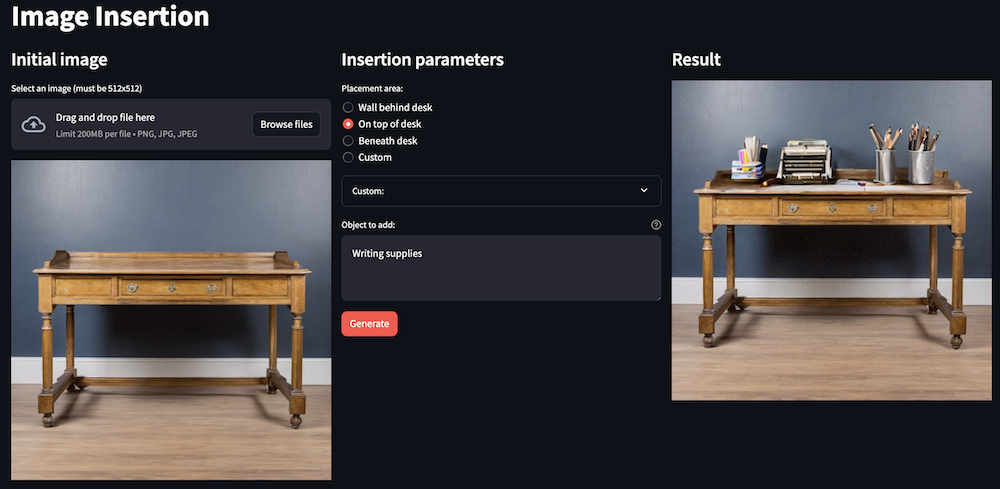 Image Insertion
Initial image
Select an image (must be 512x512)
Drag and drop file here
Limit 200MB per file • PNG, JPG, JPEG
Browse files
Insertion parameters
Placement area:
Wall behind desk
On top of desk
Beneath desk
Custom
Custom:
Object to add:
Writing supplies
Generate
Result